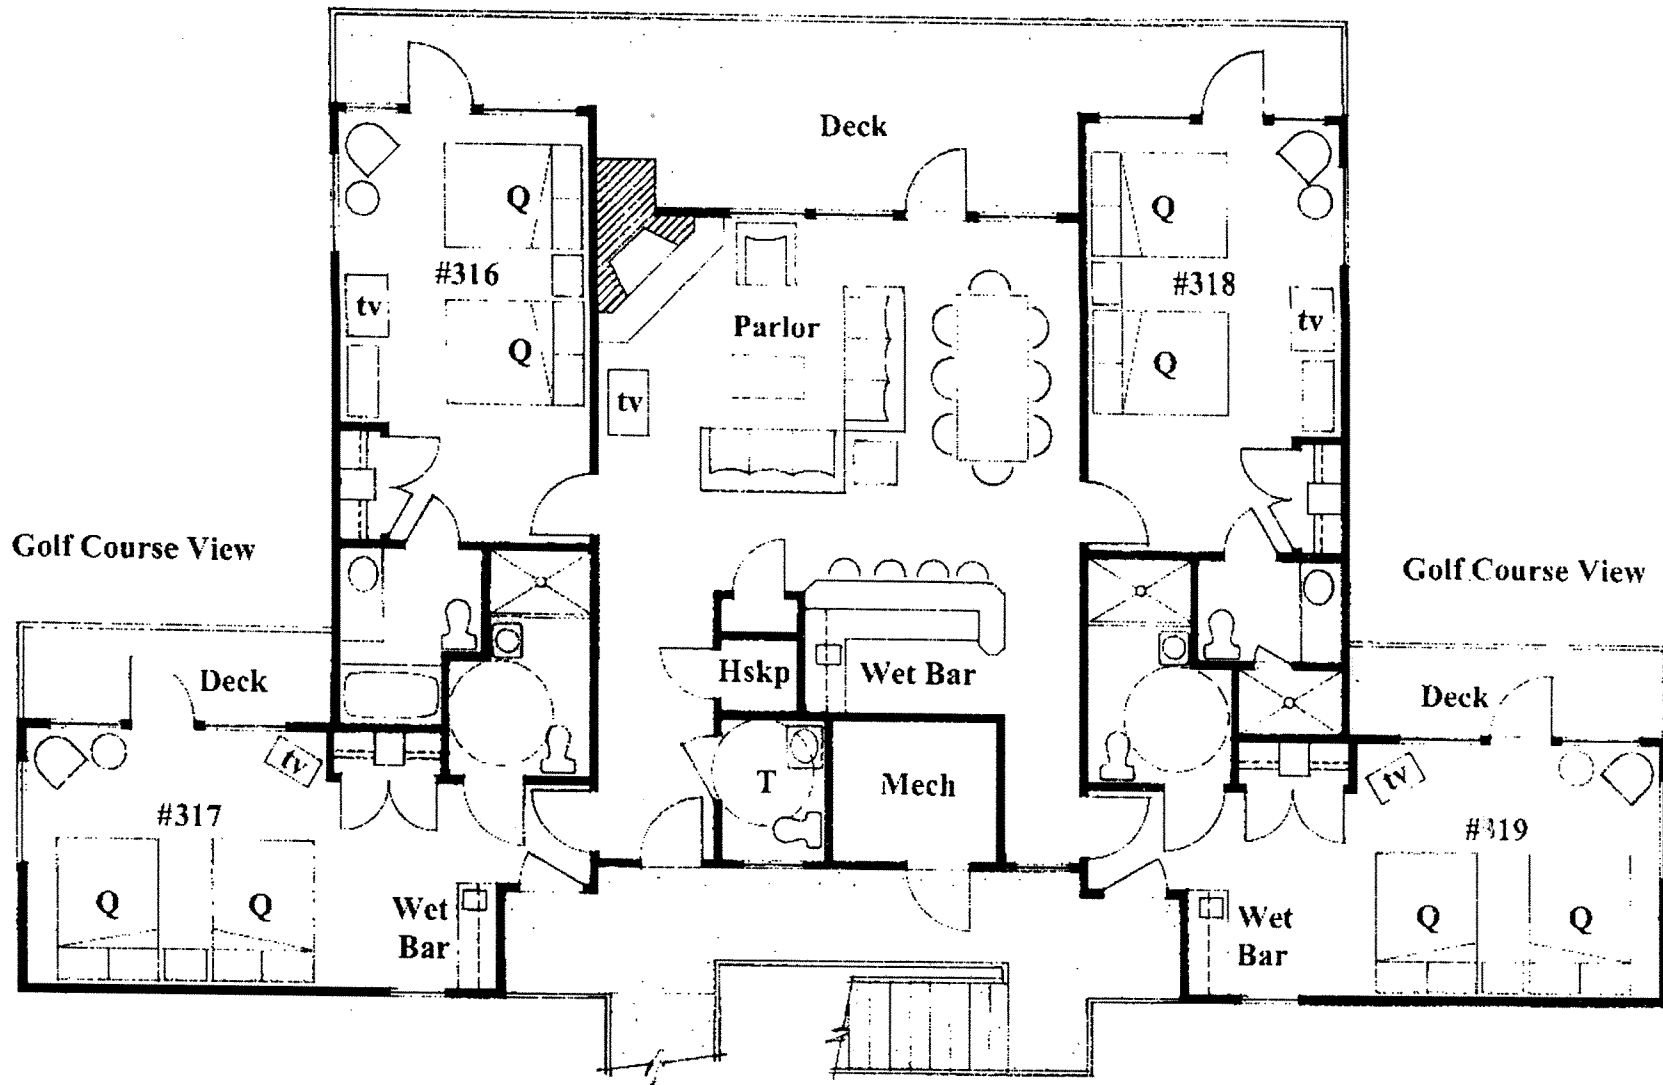 Deck
Q
Q
#316
#318
tv
tv
Parlor
Q
Q
tv
Golf Course View
Golf Course View
Deck
Hskp
Wet Bar
Deck
tv
tv
T
Mech
#317
#319
Q
Q
Wet
Bar
Wet
Bar
Q
Q